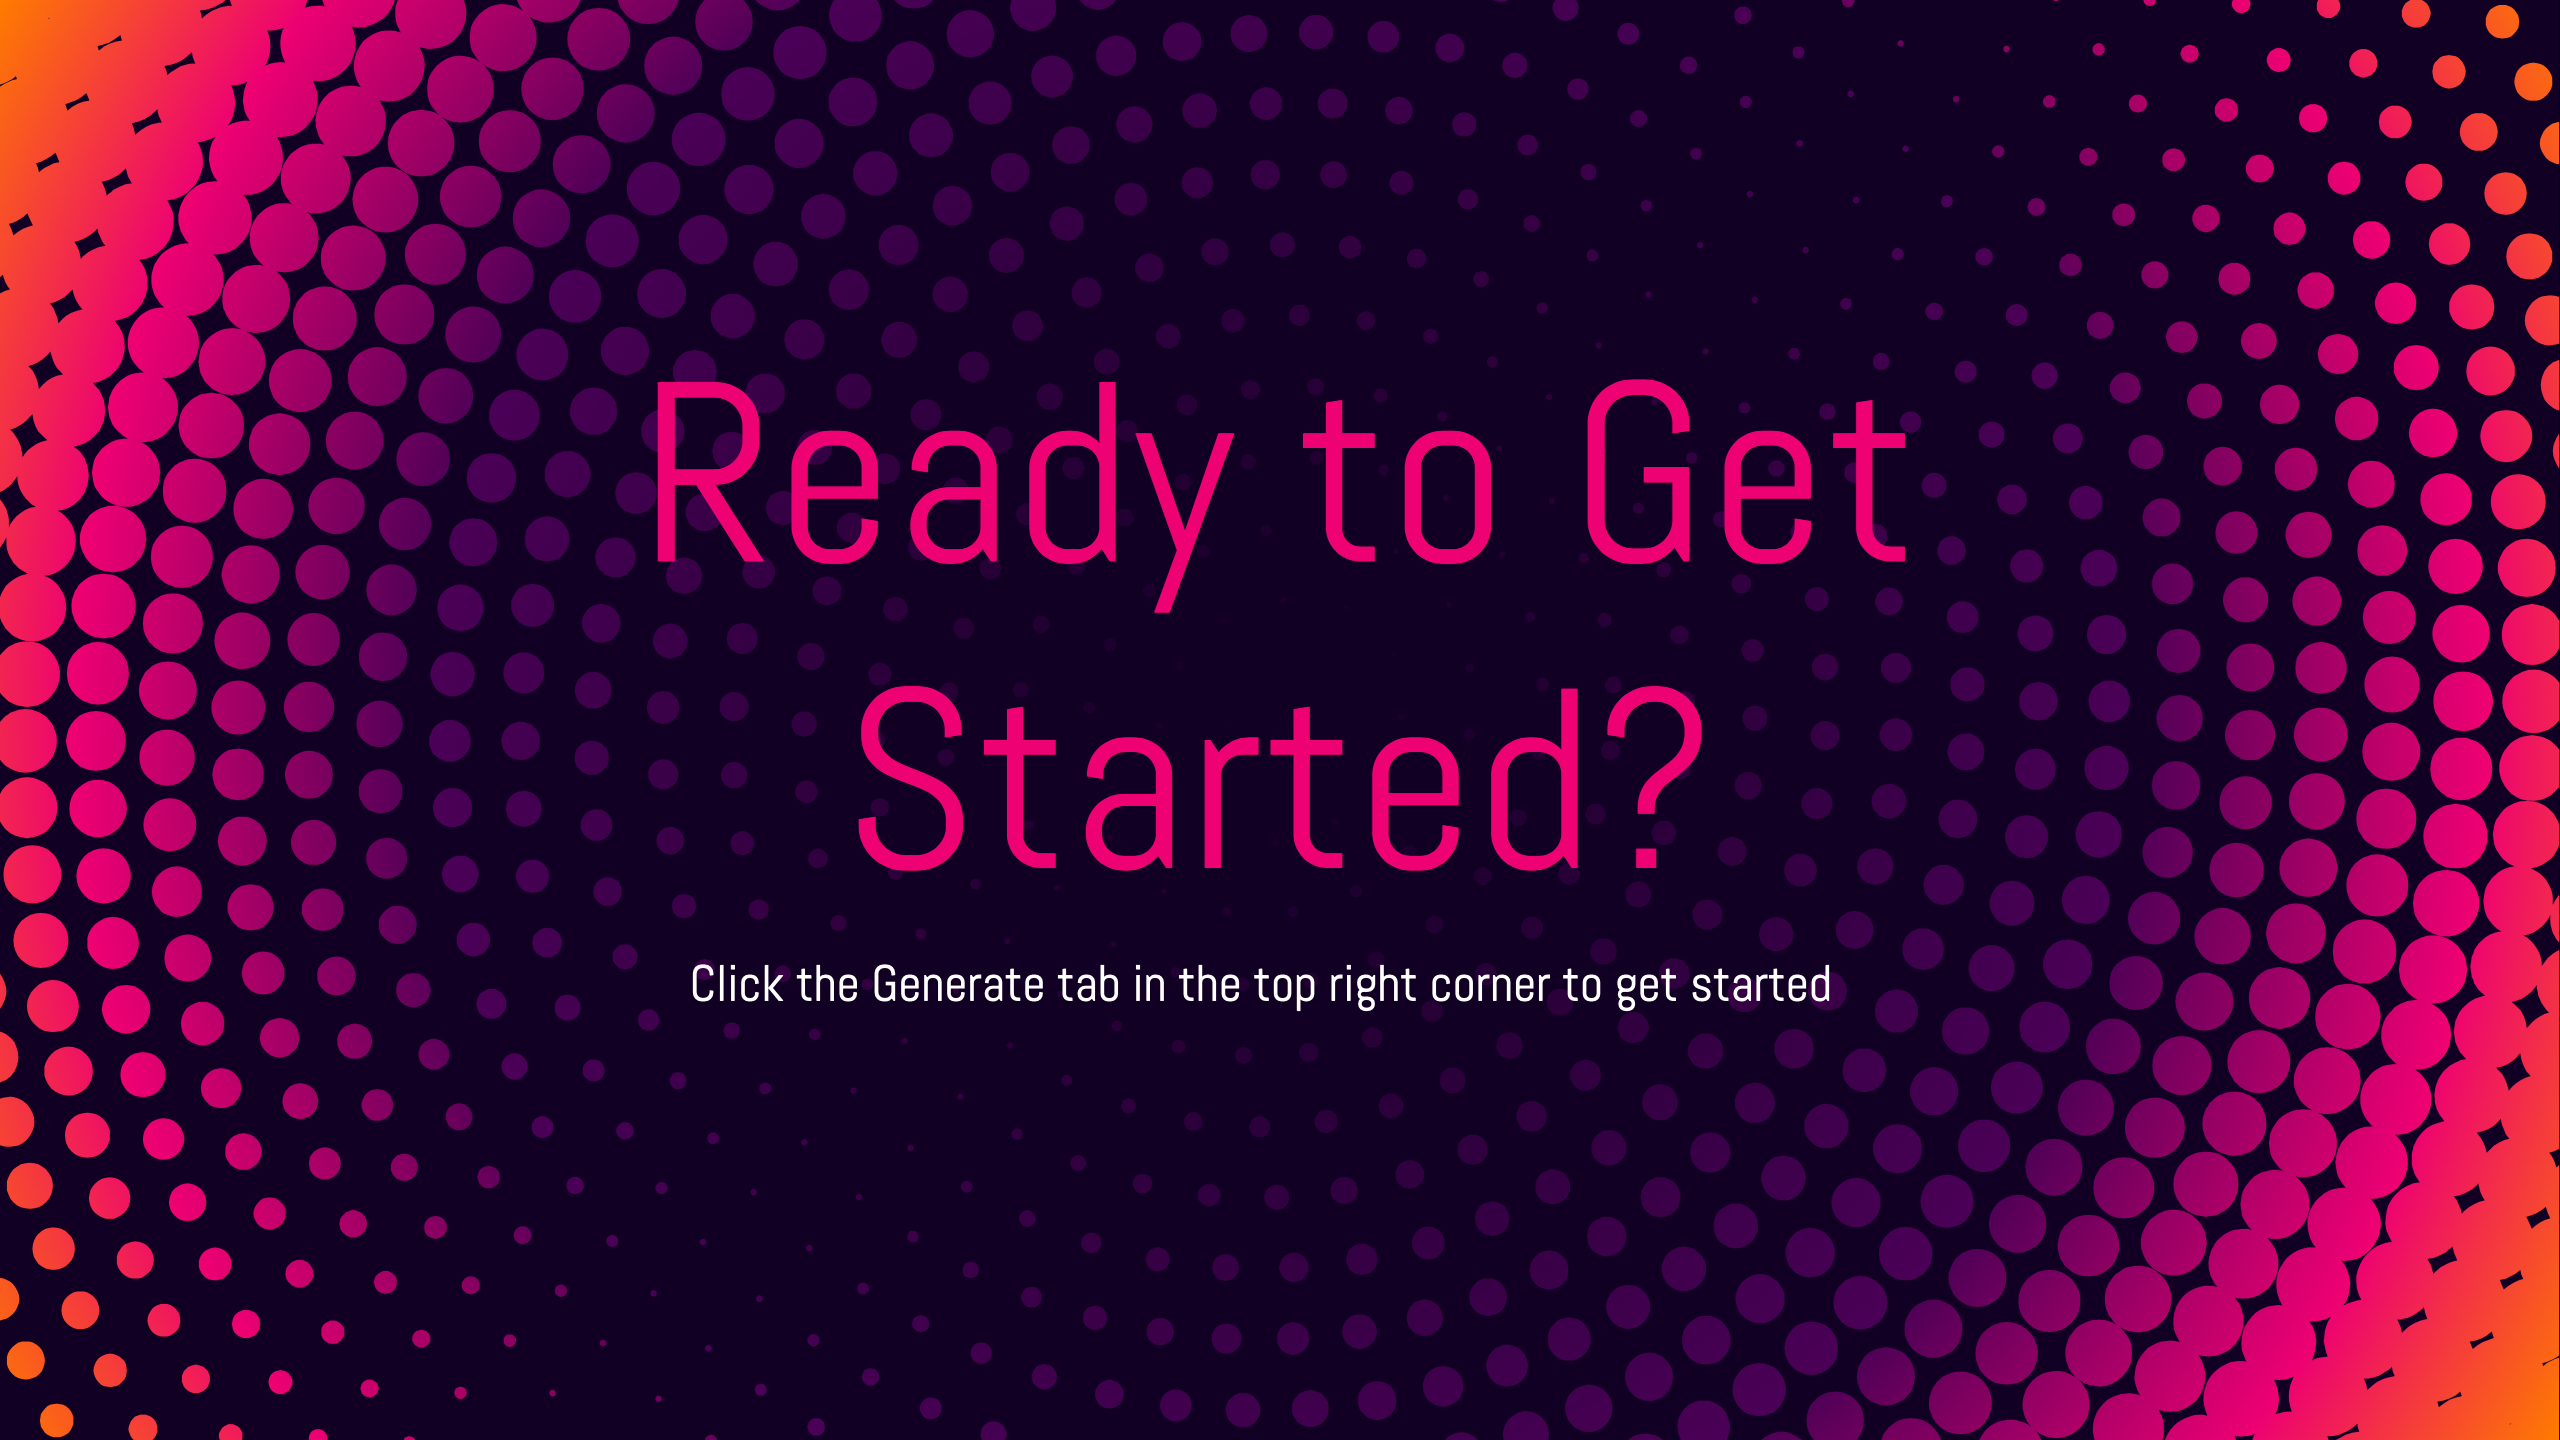 Ready to Get
Started?
Click the Generate tab in the top right corner to get started